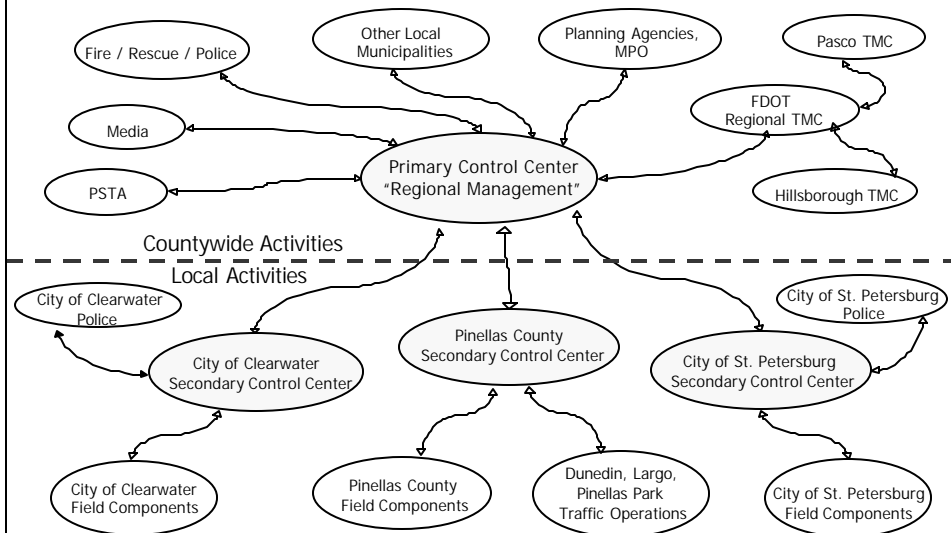 Fire / Rescue / Police
Other Local
Municipalities
Planning Agencies,
MPO
Pasco TMC
Media
FDOT
Regional TMC
PSTA
Primary Control Center
“Regional Management”
Hillsborough TMC
Countywide Activities
Local Activities
City of Clearwater
Police
City of St. Petersburg
Police
City of Clearwater
Secondary Control Center
Pinellas County
Secondary Control Center
City of St. Petersburg
Secondary Control Center
City of Clearwater
Field Components
Pinellas County
Field Components
Dunedin, Largo,
Pinellas Park
Traffic Operations
City of St. Petersburg
Field Components